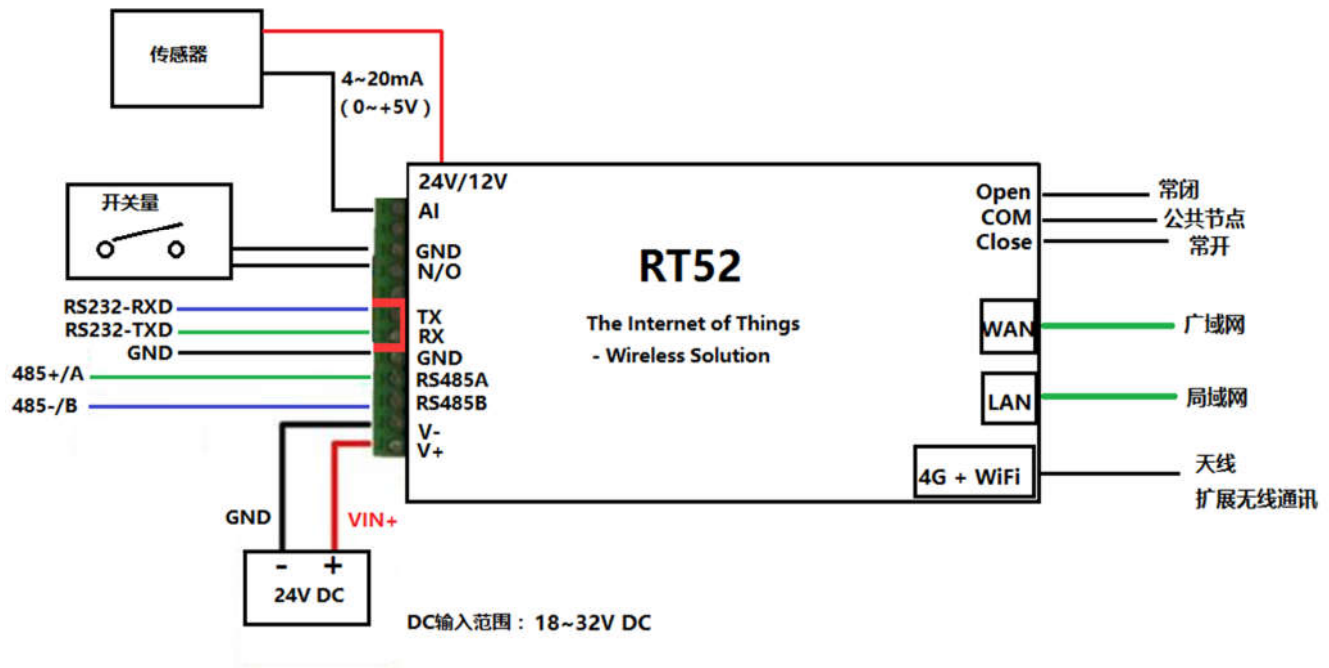 传感器
4~20mA
（0~+5V）
开关量
RS232-RXD
RS232-TXD
GND
485+/A
485-/B
24V/12V
AI
GND
N/O
TX
RX
GND
RS485A
RS485B
V-
V+
RT52
The Internet of Things
- Wireless Solution
Open
COM
Close
WAN
LAN
4G + WiFi
常闭
公共节点
常开
广域网
局域网
天线
扩展无线通讯
GND
VIN+
- +
24V DC
DC输入范围：18~32V DC